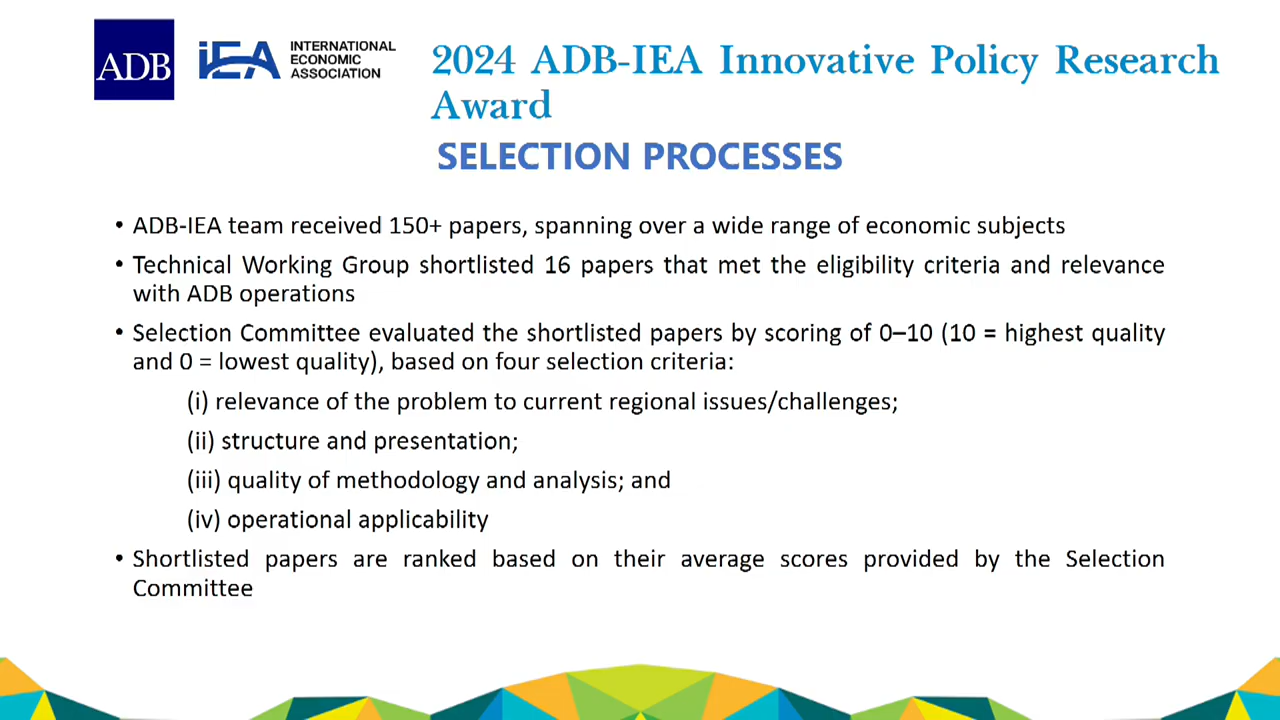 ADB
iEA
INTERNATIONAL
ECONOMIC
ASSOCIATION
2024 ADB-IEA Innovative Policy Research
Award
SELECTION PROCESSES
• ADB-IEA team received 150+ papers, spanning over a wide range of economic subjects
• Technical Working Group shortlisted 16 papers that met the eligibility criteria and relevance
with ADB operations
• Selection Committee evaluated the shortlisted papers by scoring of 0–10 (10 = highest quality
and 0 = lowest quality), based on four selection criteria:
(i) relevance of the problem to current regional issues/challenges;
(ii) structure and presentation;
(iii) quality of methodology and analysis; and
(iv) operational applicability
• Shortlisted papers are ranked based on their average scores provided by the Selection
Committee